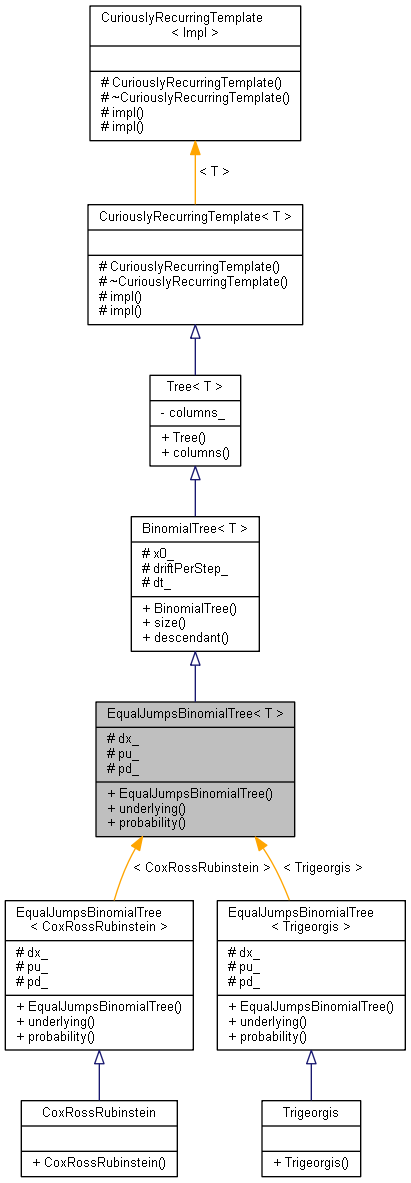 CuriouslyRecurringTemplate
< Impl >
# CuriouslyRecurringTemplate()
# ~CuriouslyRecurringTemplate()
# impl()
# impl()
< T >
CuriouslyRecurringTemplate< T >
# CuriouslyRecurringTemplate()
# ~CuriouslyRecurringTemplate()
# impl()
# impl()
Tree< T >
- columns_
+ Tree()
+ columns()
BinomialTree< T >
# x0_
# driftPerStep_
# dt_
+ BinomialTree()
+ size()
+ descendant()
EqualJumpsBinomialTree< T >
# dx_
# pu_
# pd_
+ EqualJumpsBinomialTree()
+ underlying()
+ probability()
< CoxRossRubinstein >
< Trigeorgis >
EqualJumpsBinomialTree
< CoxRossRubinstein >
# dx_
# pu_
# pd_
+ EqualJumpsBinomialTree()
+ underlying()
+ probability()
EqualJumpsBinomialTree
< Trigeorgis >
# dx_
# pu_
# pd_
+ EqualJumpsBinomialTree()
+ underlying()
+ probability()
CoxRossRubinstein
+ CoxRossRubinstein()
Trigeorgis
+ Trigeorgis()